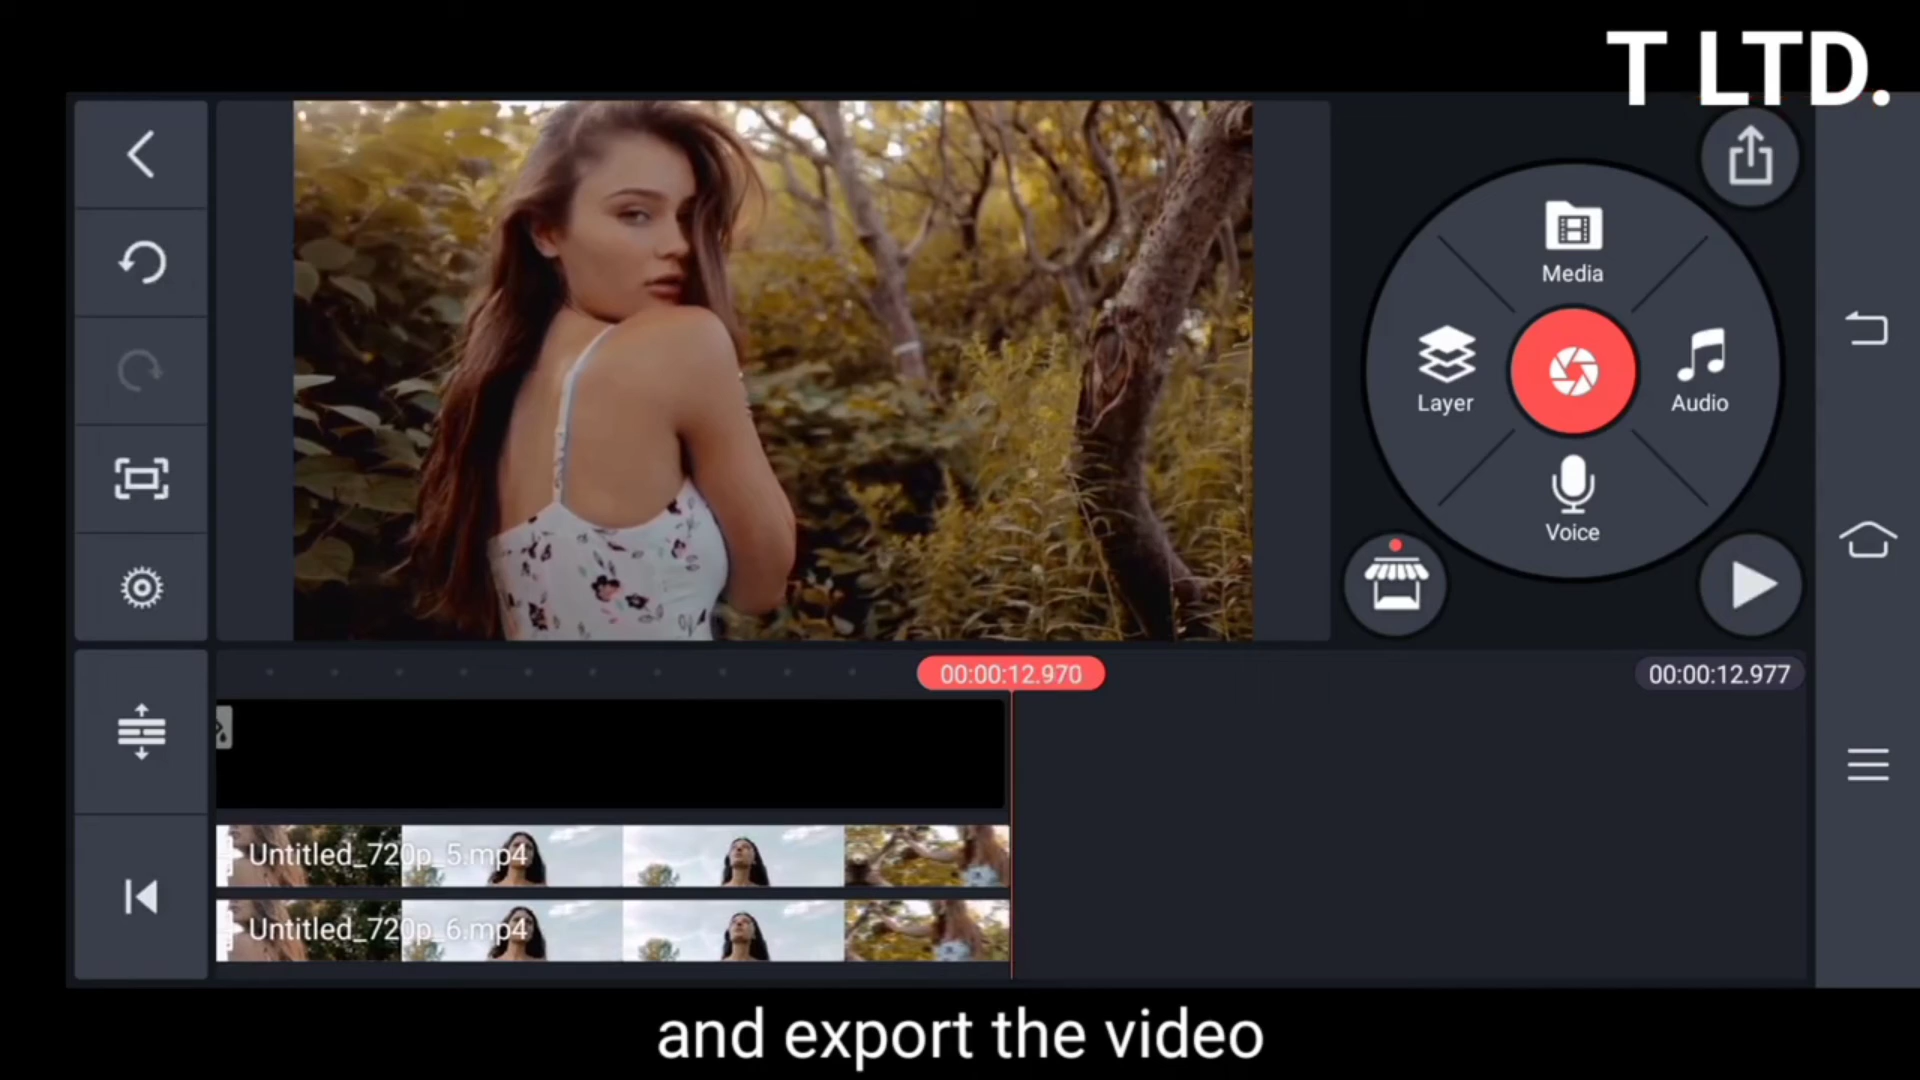 T LTD.
Media
Layer
Audio
Voice
00:00:12.970
00:00:12.977
Untitled_720p_5.mp4
Untitled_720p_6.mp4
and export the video